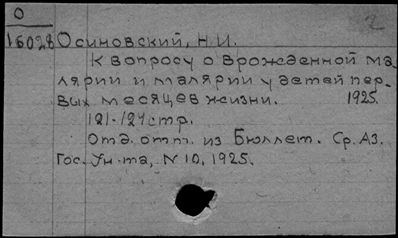 О
16028 Осиновский, Н.И.
К вопросу о врожденной ма-
лярии и малярии у детей пер-
вых месяцев жизни. 1925.
121-124 стр.
Отд. отт. из Бюллет. Ср. Аз.
Гос. Ун-та, N 10, 1925.